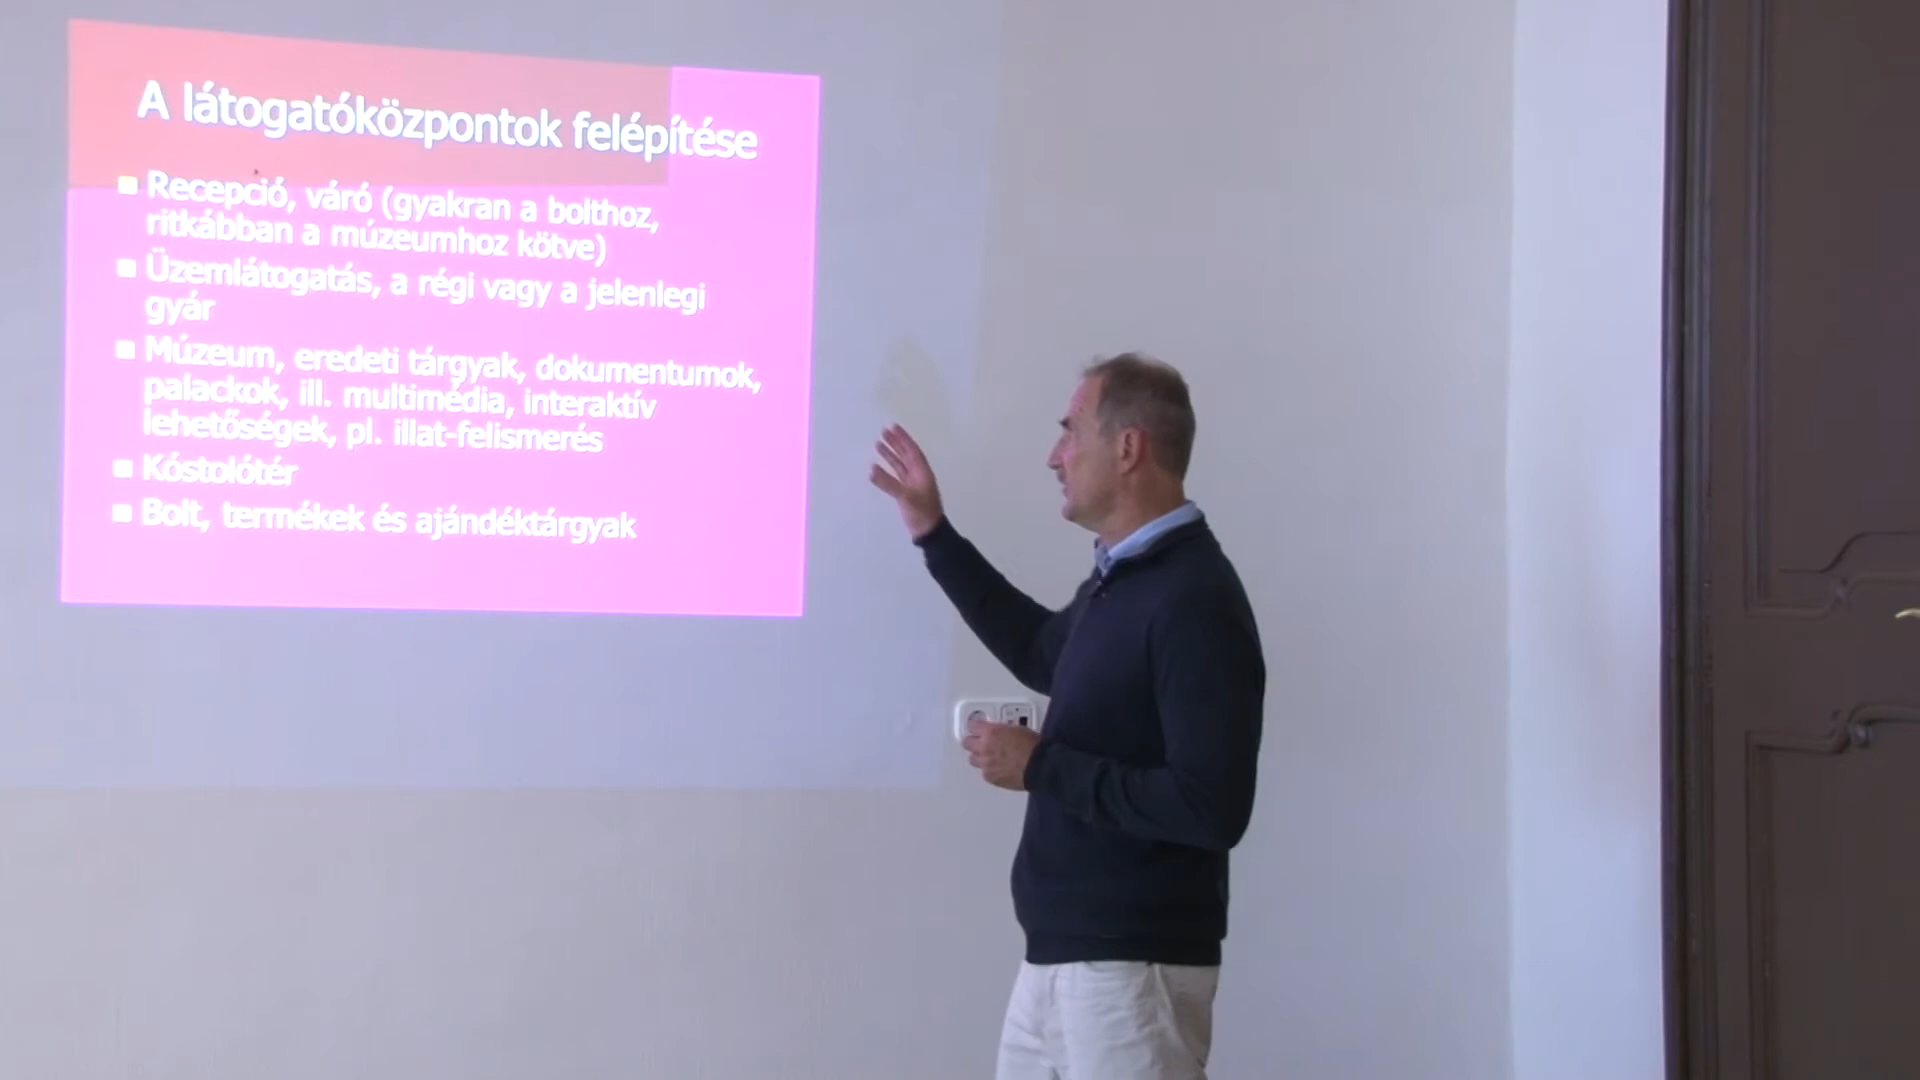 A látogatóközpontok felépítése
■ Recepció, váró (gyakran a bolthoz,
ritkábban a múzeumhoz kötve)
■ Üzemlátogatás, a régi vagy a jelenlegi
gyár
■ Múzeum, eredeti tárgyak, dokumentumok,
palackok, ill. multimédia, interaktív
lehetőségek, pl. illat-felismerés
■ Kóstolótér
■ Bolt, termékek és ajándéktárgyak